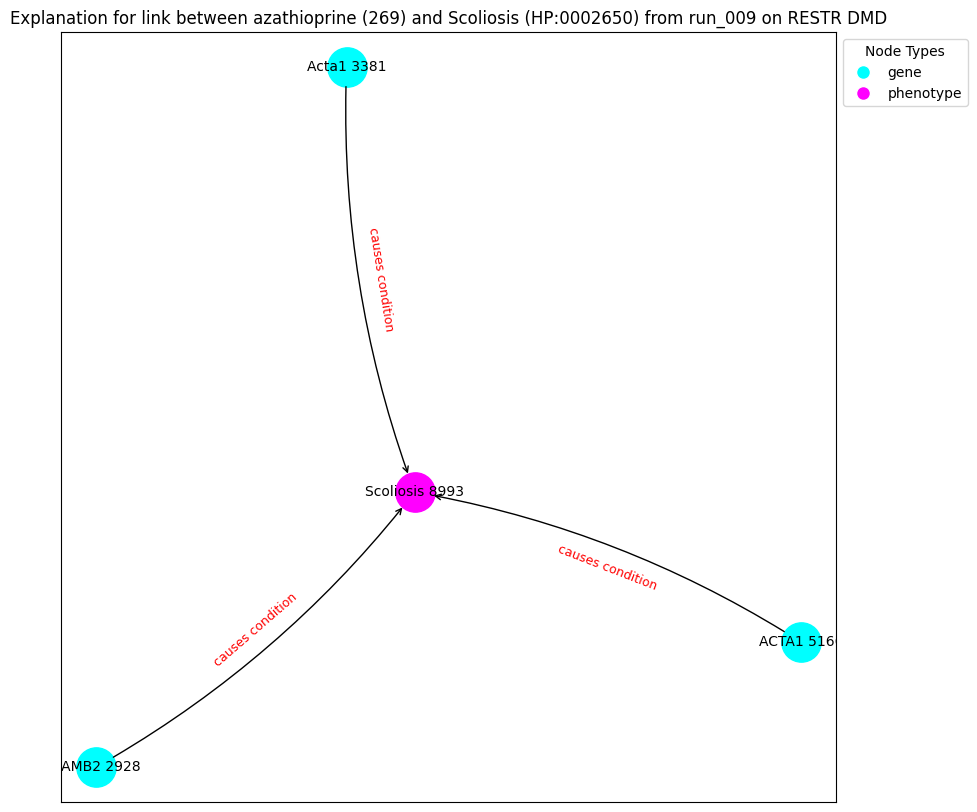 Explanation for link between azathioprine (269) and Scoliosis (HP:0002650) from run_009 on RESTR DMD
Node Types
gene
phenotype
Acta1 3381
causes condition
Scoliosis 8993
causes condition
causes condition
ACTA1 516
AMB2 2928